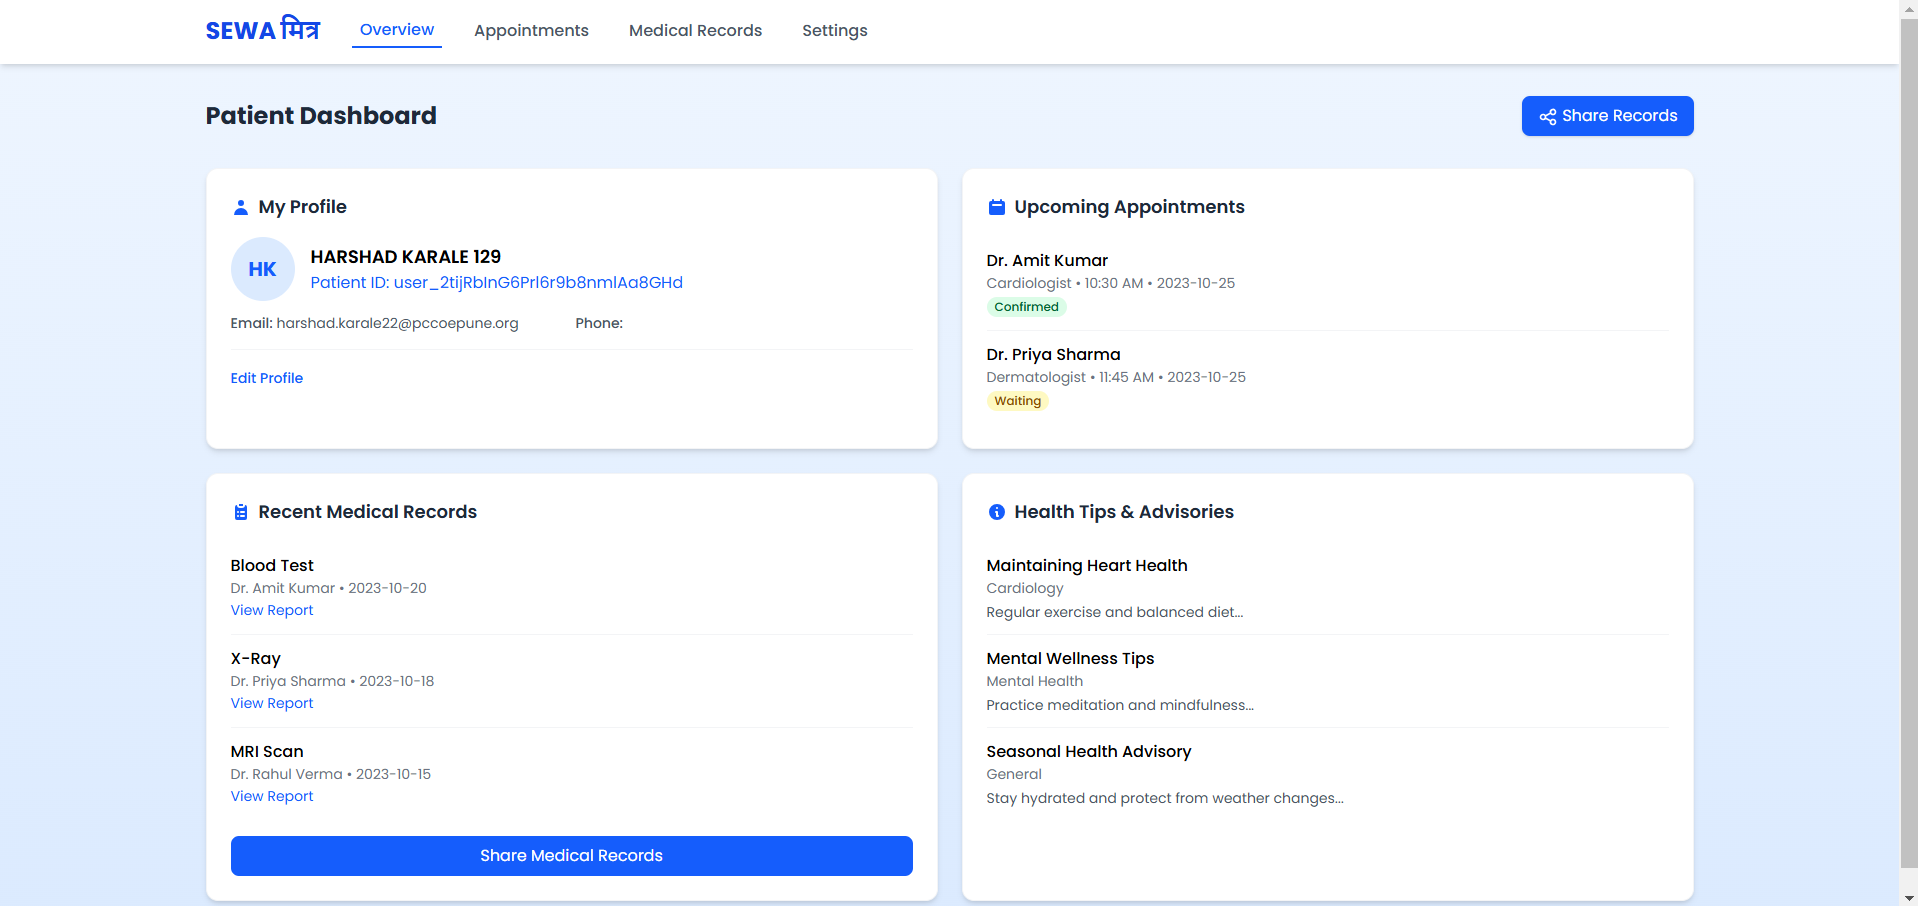 SEWA मित्र
Overview
Appointments
Medical Records
Settings
Patient Dashboard
Share Records
My Profile
HK
HARSHAD KARALE 129
Patient ID: user_2tijRbInG6Prl6r9b8nmlAa8GHd
Email: harshad.karale22@pccoepune.org
Phone:
Edit Profile
Upcoming Appointments
Dr. Amit Kumar
Cardiologist • 10:30 AM • 2023-10-25
Confirmed
Dr. Priya Sharma
Dermatologist • 11:45 AM • 2023-10-25
Waiting
Recent Medical Records
Blood Test
Dr. Amit Kumar • 2023-10-20
View Report
X-Ray
Dr. Priya Sharma • 2023-10-18
View Report
MRI Scan
Dr. Rahul Verma • 2023-10-15
View Report
Share Medical Records
Health Tips & Advisories
Maintaining Heart Health
Cardiology
Regular exercise and balanced diet...
Mental Wellness Tips
Mental Health
Practice meditation and mindfulness...
Seasonal Health Advisory
General
Stay hydrated and protect from weather changes...